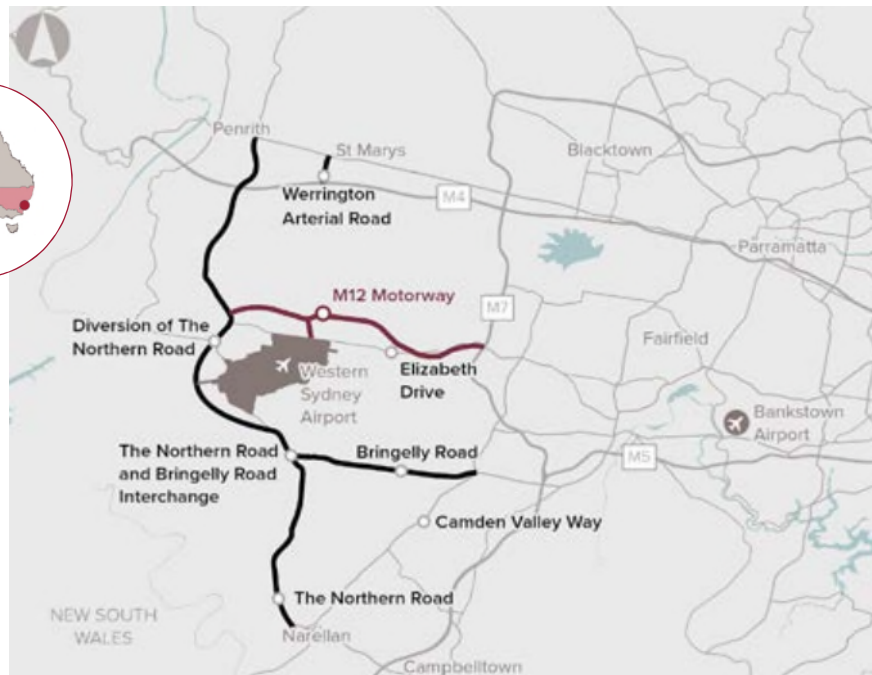 Penrith
St Marys
Blacktown
Werrington
Arterial Road
M4
Parramatta
M12 Motorway
M7
Diversion of The
Northern Road
Fairfield
Western
Sydney
Airport
Elizabeth
Drive
Bankstown
Airport
The Northern Road
and Bringelly Road
Interchange
Bringelly Road
M5
Camden Valley Way
The Northern Road
NEW SOUTH
WALES
Narellan
Campbelltown